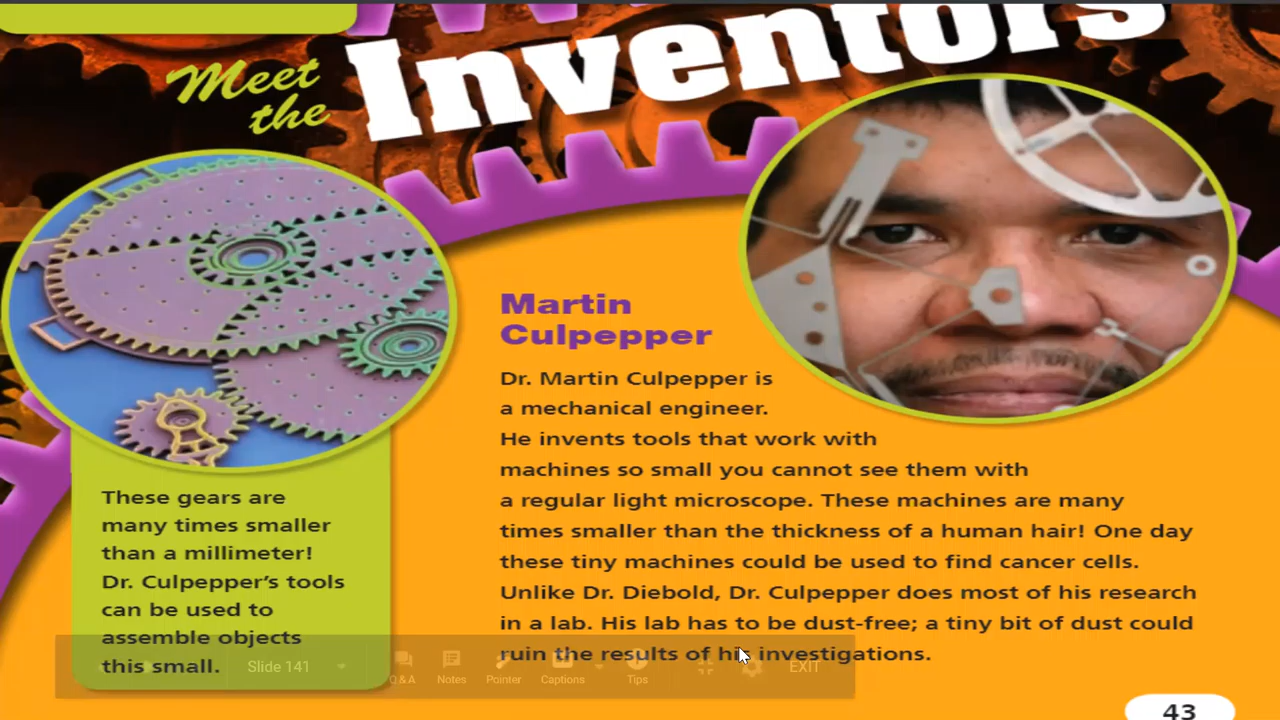 Meet
the
Inventors
Martin
Culpepper
Dr. Martin Culpepper is
a mechanical engineer.
He invents tools that work with
machines so small you cannot see them with
a regular light microscope. These machines are many
times smaller than the thickness of a human hair! One day
these tiny machines could be used to find cancer cells.
Unlike Dr. Diebold, Dr. Culpepper does most of his research
in a lab. His lab has to be dust-free; a tiny bit of dust could
ruin the results of his investigations.
These gears are
many times smaller
than a millimeter!
Dr. Culpepper's tools
can be used to
assemble objects
this small.
Slide 141
Q & A
Notes
Pointer
Captions
Tips
EXIT
43